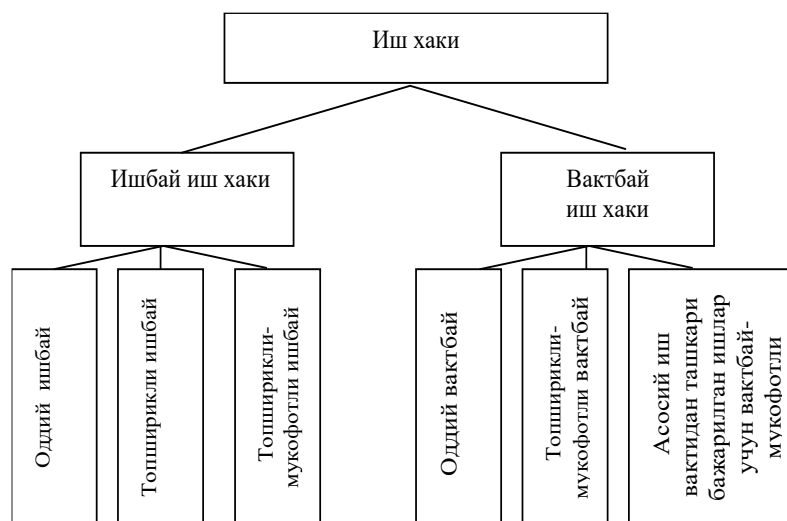 Иш хаки
Ишбай иш хаки
Вактбай
иш хаки
Оддий ишбай
Топширикли ишбай
Топширикли-
мукофотли ишбай
Оддий вактбай
Топширикли-
мукофотли вактбай
Асосий иш
вактидан ташкари
бажарилган ишлар
учун вактбай-
мукофотли